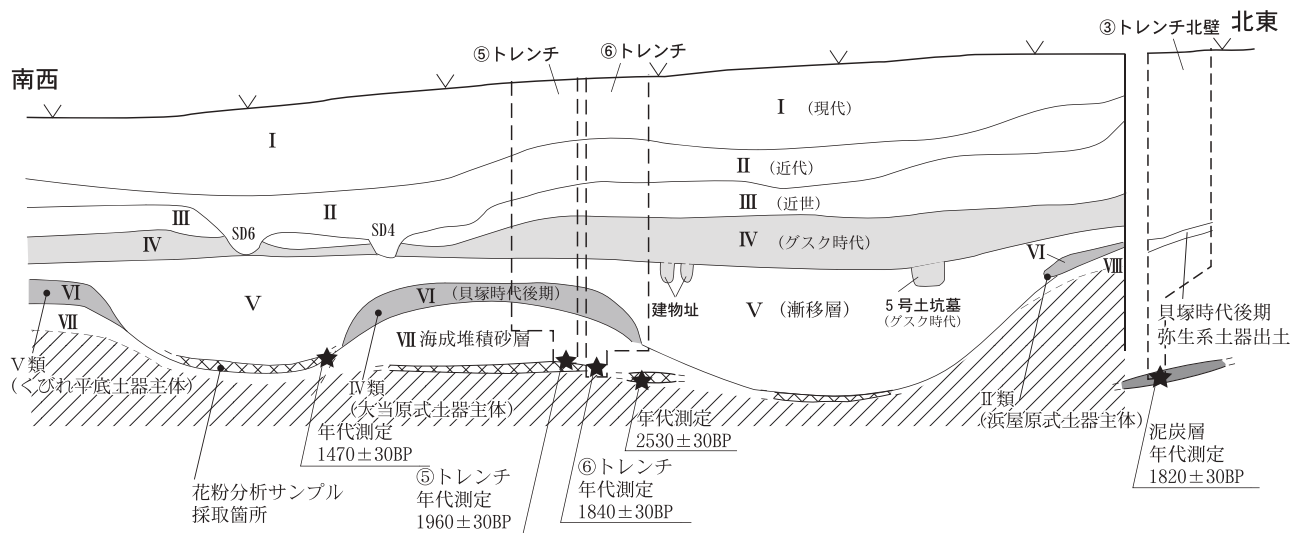 ③トレンチ北壁
北東
⑤トレンチ
⑥トレンチ
南西
Ⅰ
Ⅰ (現代)
Ⅱ (近代)
Ⅲ (近世)
Ⅲ
Ⅱ
SD6
SD4
Ⅳ
Ⅳ (グスク時代)
Ⅵ
Ⅷ
Ⅵ
Ⅴ
Ⅵ (貝塚時代後期)
建物址
Ⅴ (漸移層)
5号土坑墓
(グスク時代)
貝塚時代後期
弥生系土器出土
Ⅶ
Ⅶ 海成堆積砂層
Ⅴ類
(くびれ平底土器主体)
Ⅳ類
(大当原式土器主体)
年代測定
1470±30BP
年代測定
2530±30BP
Ⅱ類
(浜屋原式土器主体)
泥炭層
年代測定
1820±30BP
花粉分析サンプル
採取箇所
⑤トレンチ
年代測定
1960±30BP
⑥トレンチ
年代測定
1840±30BP